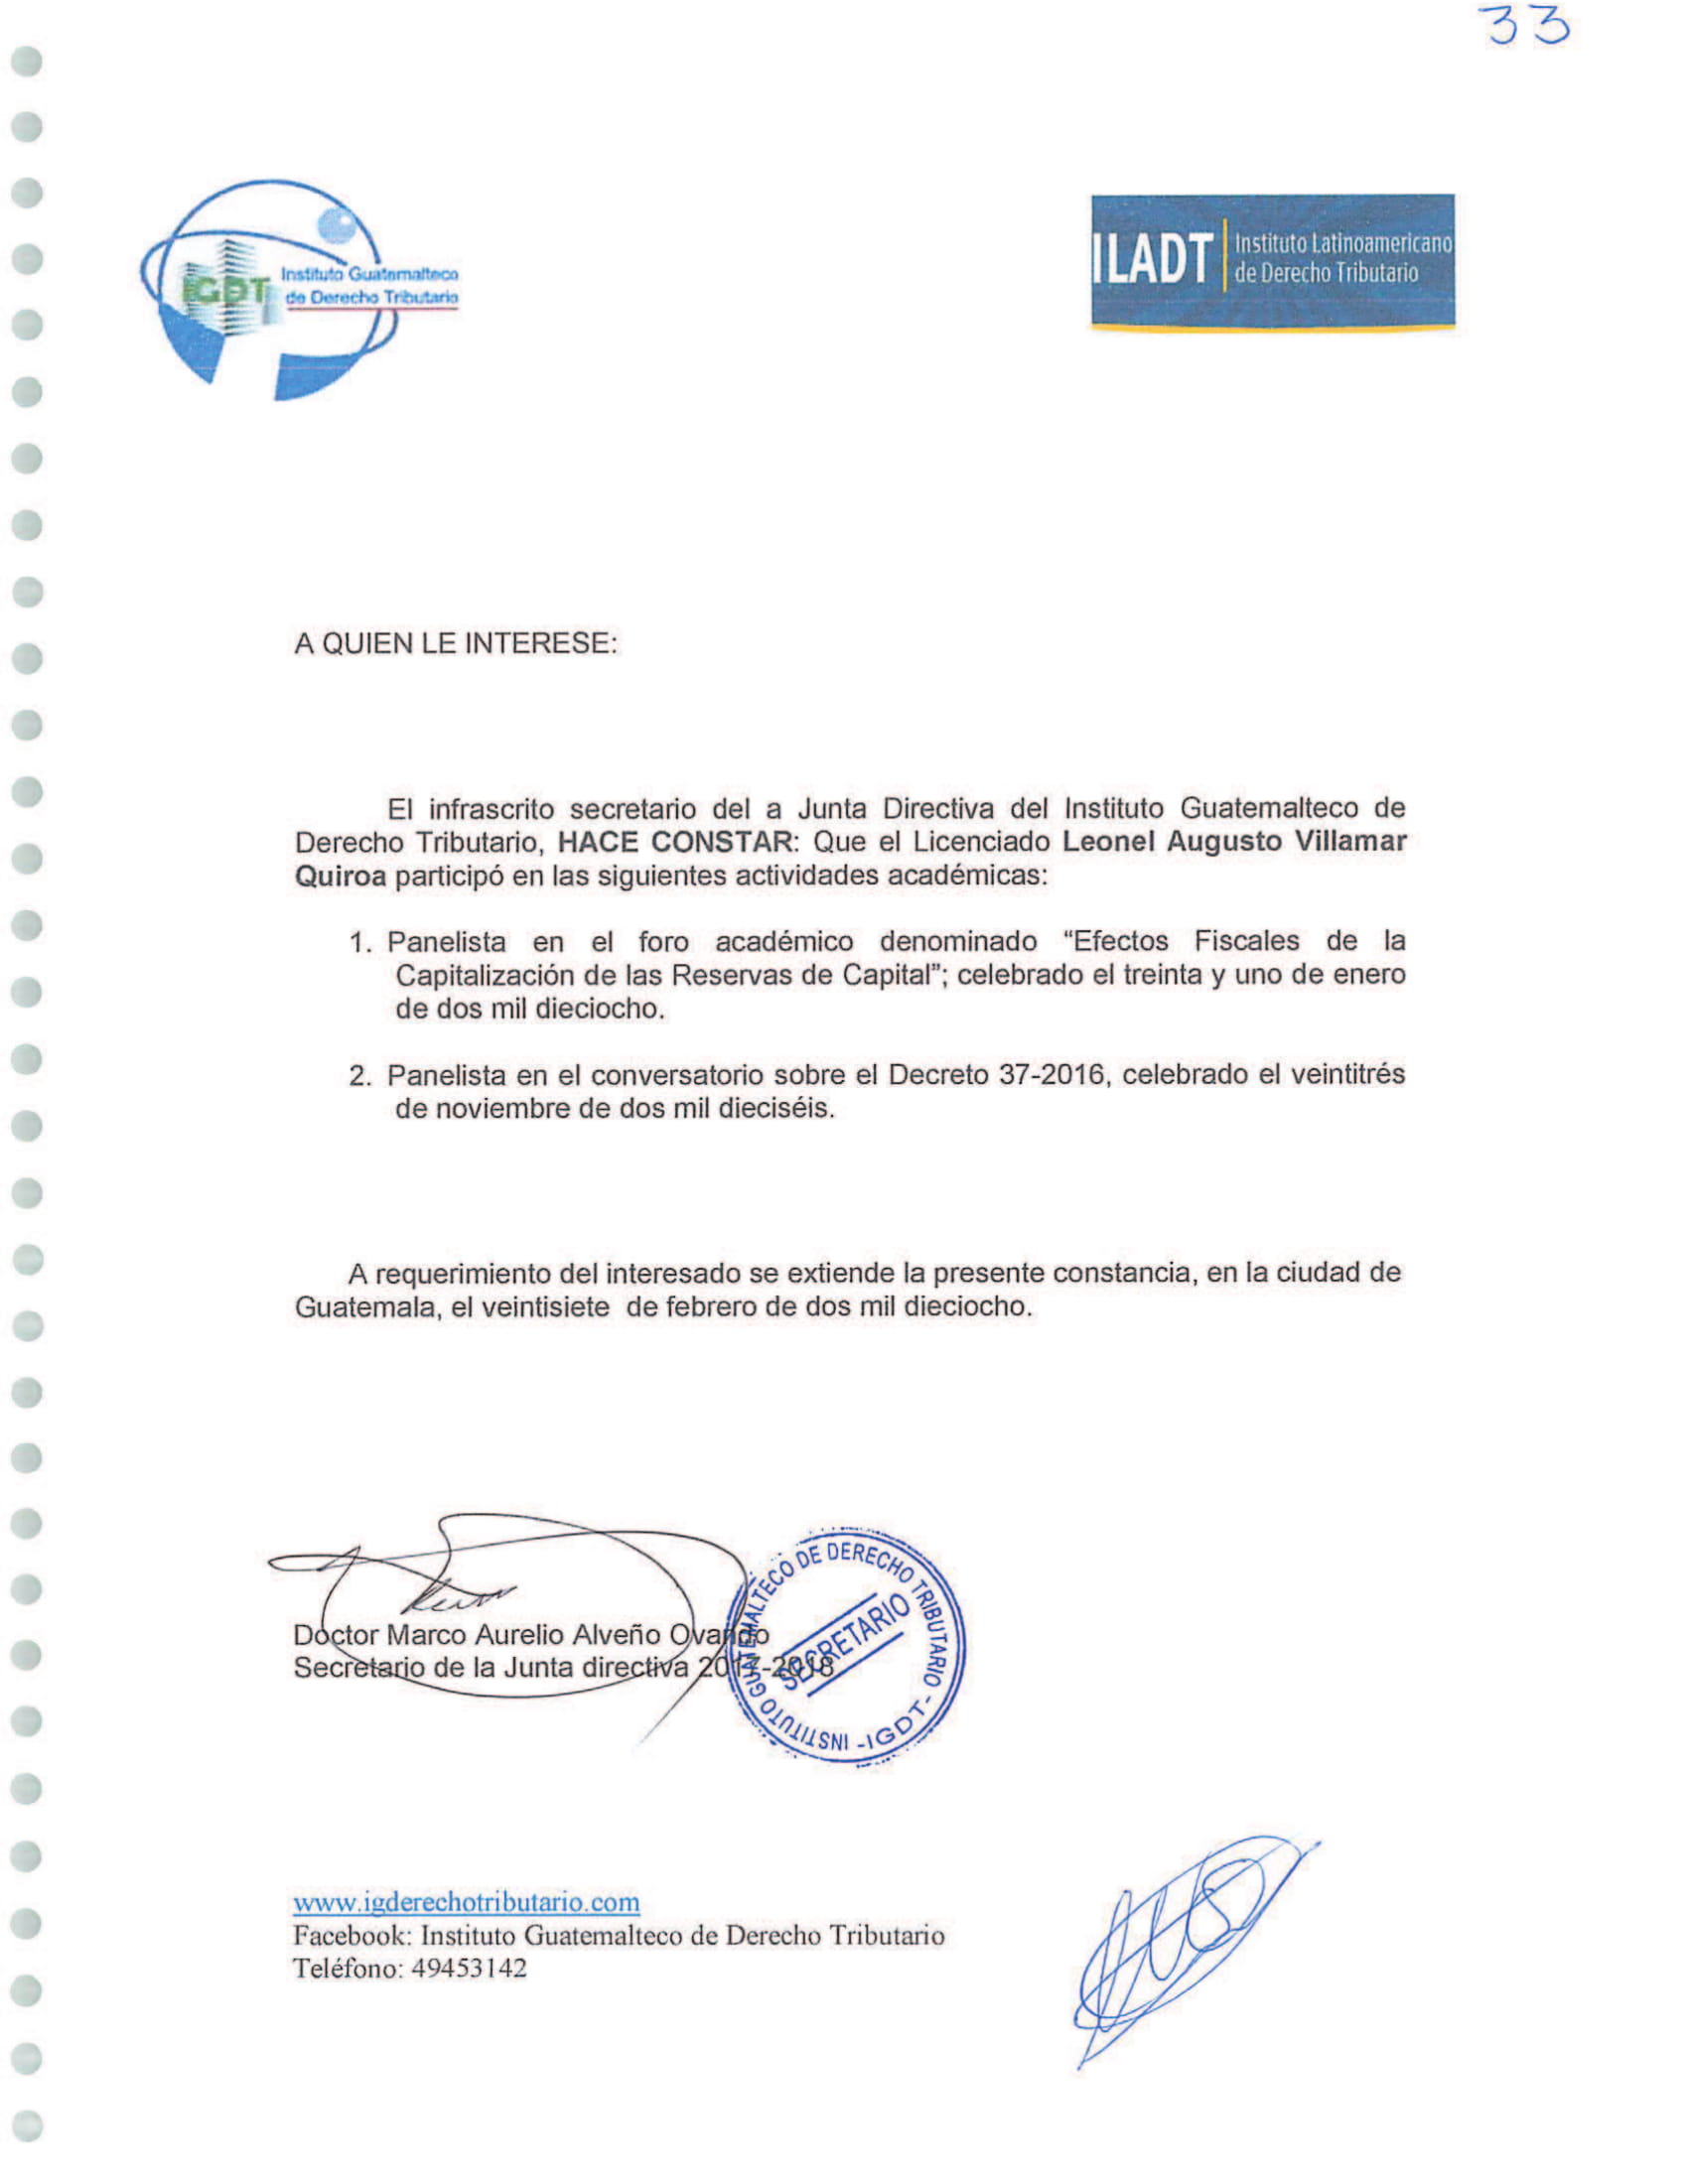 33
IGDT
Instituto Guatemalteco
de Derecho Tributario
ILADT
Instituto Latinoamericano
de Derecho Tributario
A QUIEN LE INTERESE:
El infrascrito secretario del a Junta Directiva del Instituto Guatemalteco de
Derecho Tributario, HACE CONSTAR: Que el Licenciado Leonel Augusto Villamar
Quiroa participó en las siguientes actividades académicas:
1. Panelista en el foro académico denominado “Efectos Fiscales de la
Capitalización de las Reservas de Capital”; celebrado el treinta y uno de enero
de dos mil dieciocho.
2. Panelista en el conversatorio sobre el Decreto 37-2016, celebrado el veintitrés
de noviembre de dos mil dieciséis.
A requerimiento del interesado se extiende la presente constancia, en la ciudad de
Guatemala, el veintisiete de febrero de dos mil dieciocho.
Doctor Marco Aurelio Alveño Ovando
Secretario de la Junta directiva 2017-2018
INSTITUTO GUATEMALTECO DE DERECHO TRIBUTARIO -IGDT-
SECRETARIO
www.igderechotributario.com
Facebook: Instituto Guatemalteco de Derecho Tributario
Teléfono: 49453142